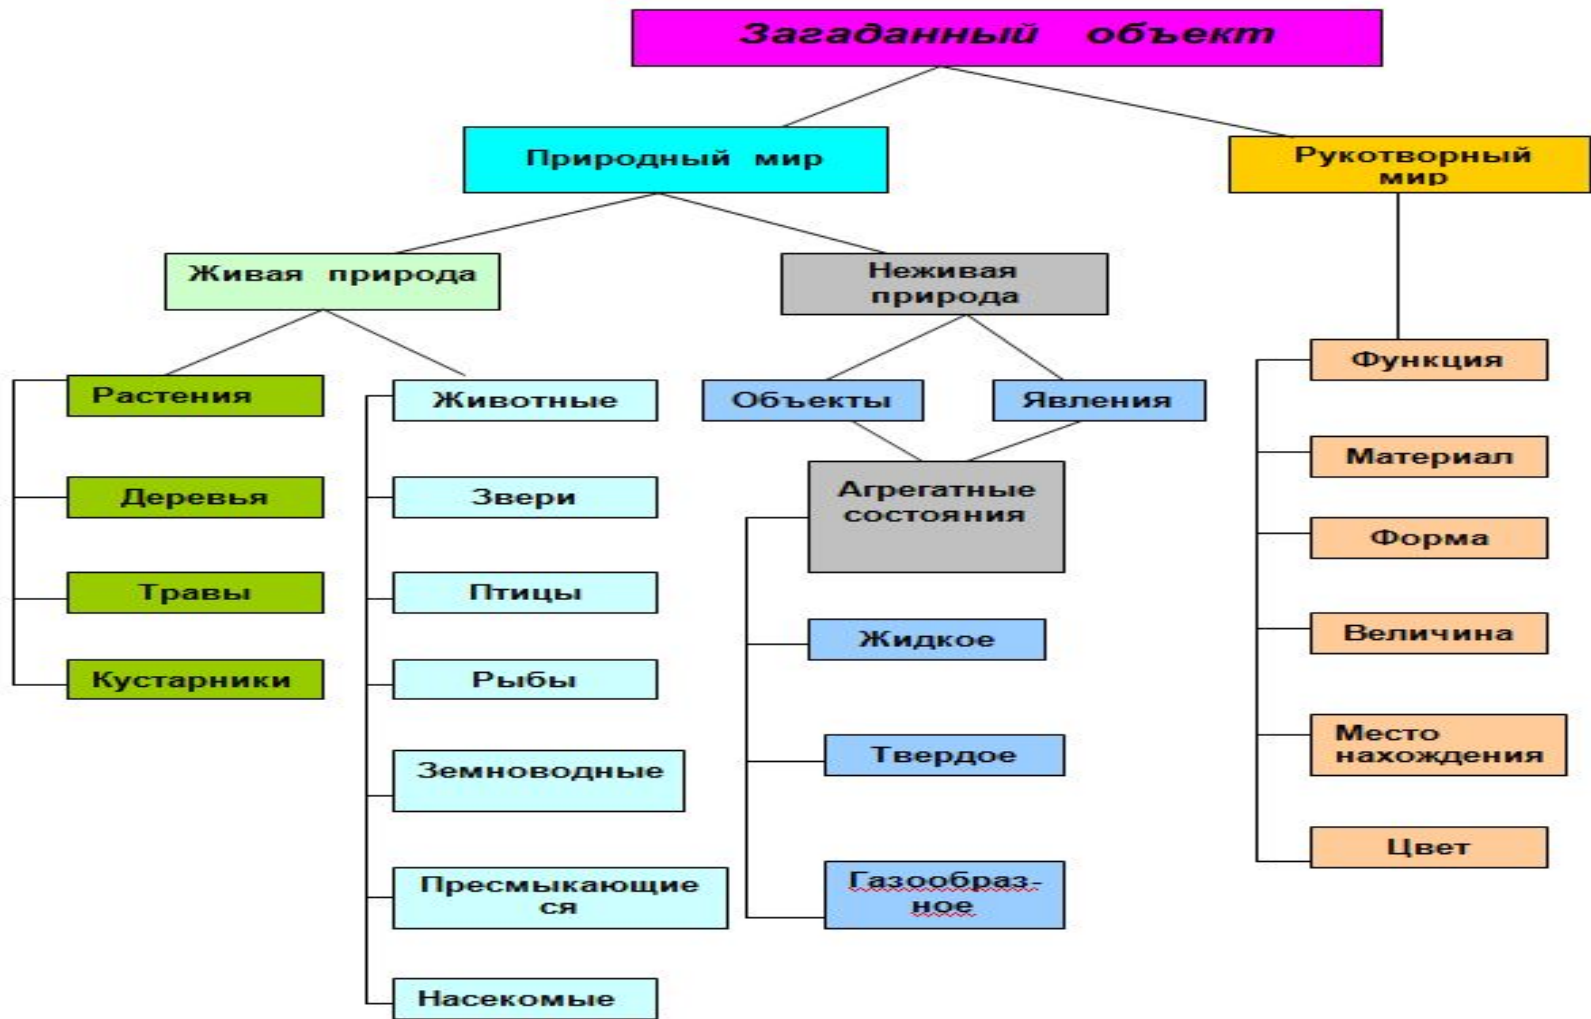 Загаданный объект
Природный мир
Рукотворный
мир
Живая природа
Неживая
природа
Растения
Деревья
Травы
Кустарники
Животные
Звери
Птицы
Рыбы
Земноводные
Пресмыкающие
ся
Насекомые
Объекты
Явления
Агрегатные
состояния
Жидкое
Твердое
Газообраз-
ное
Функция
Материал
Форма
Величина
Место
нахождения
Цвет